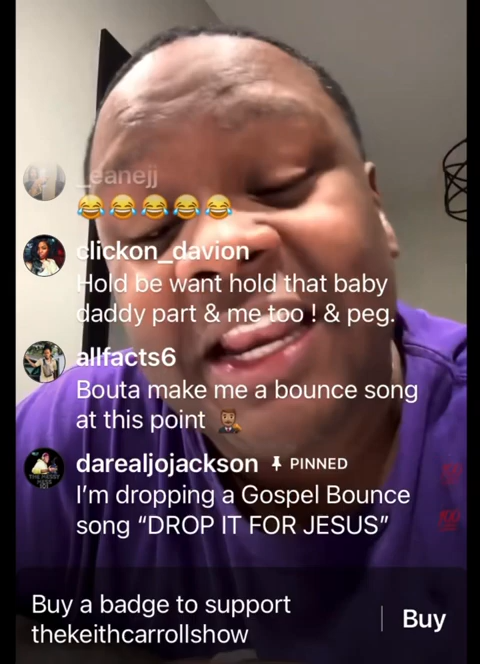 _eanejj
😂😂😂😂😂
clickon_davion
Hold be want hold that baby
daddy part & me too ! & peg.
allfacts6
Bouta make me a bounce song
at this point 🤵🏽‍♂️
darealjojackson 📌 PINNED
I'm dropping a Gospel Bounce
song “DROP IT FOR JESUS”
Buy a badge to support
thekeithcarrollshow
Buy